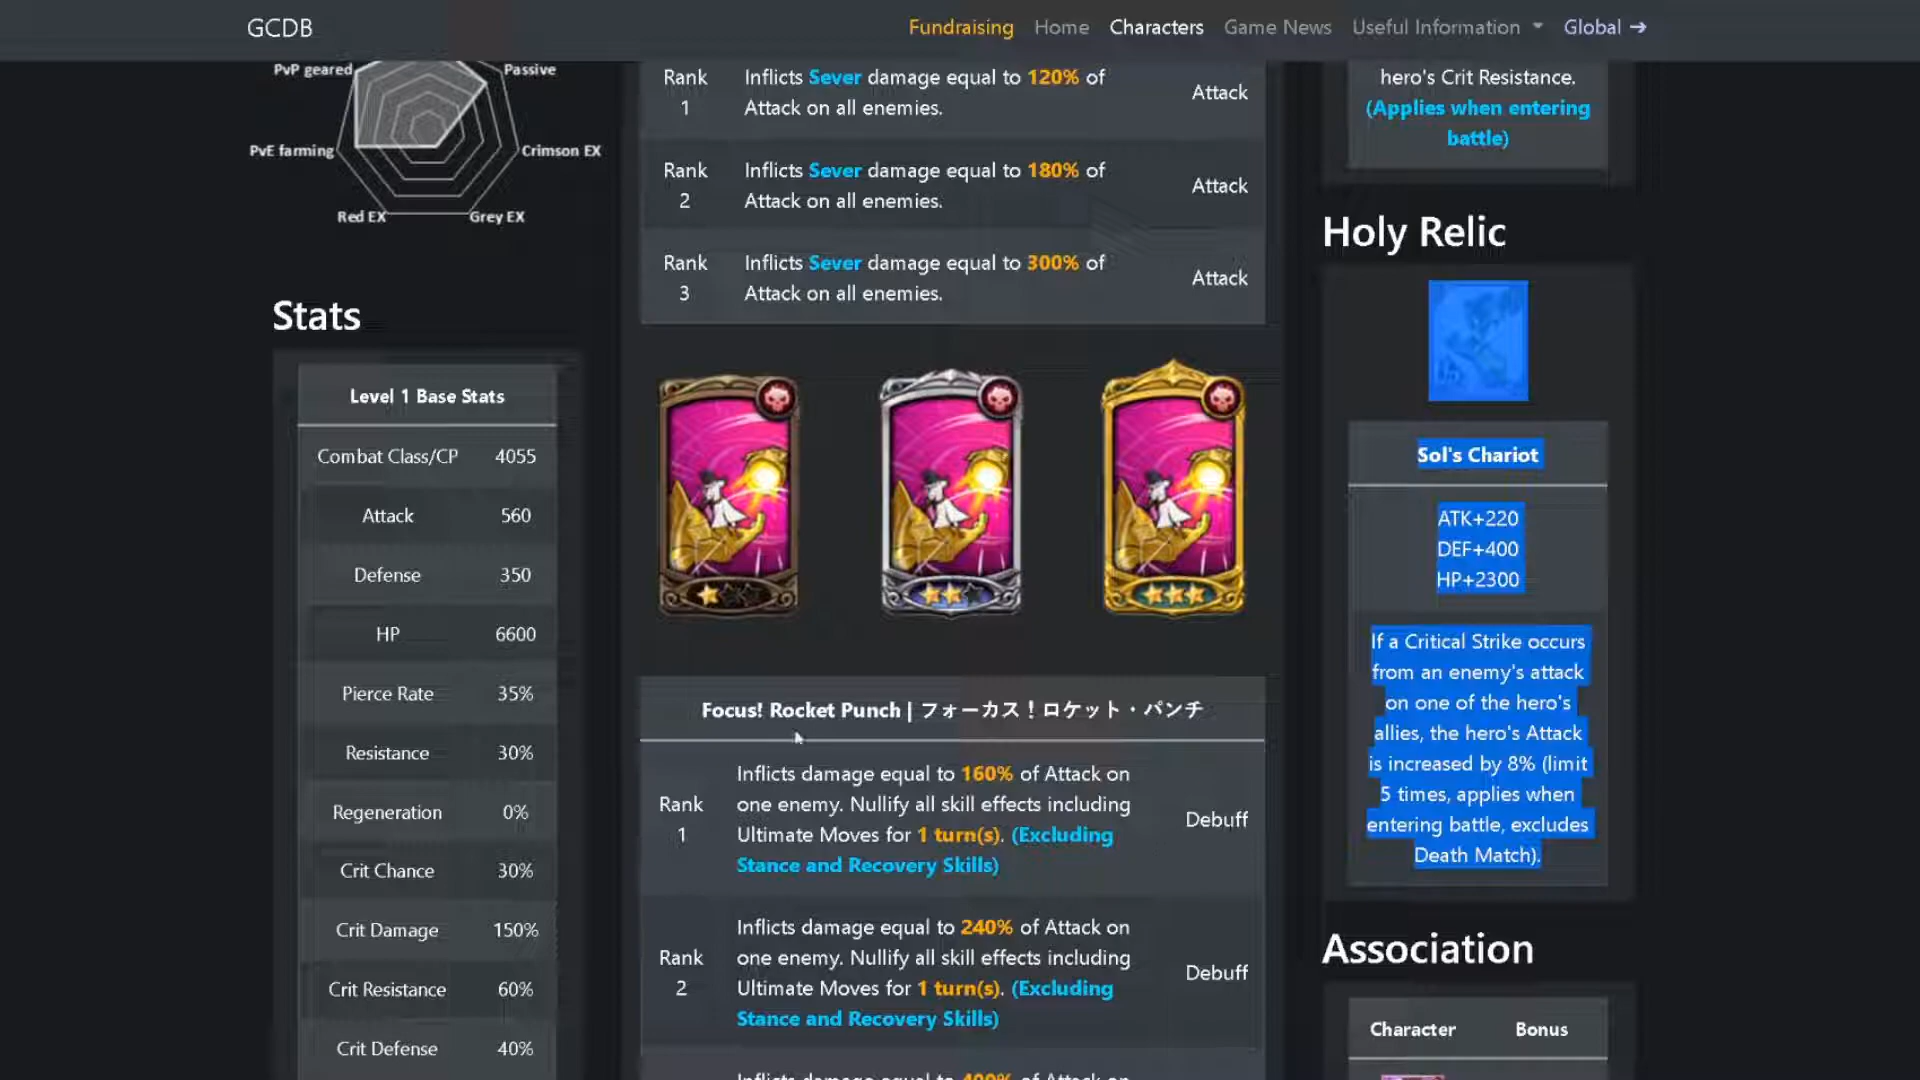 GCDB
Fundraising Home Characters Game News Useful Information Global →
PvP geared
Passive
PvE farming
Crimson EX
Red EX
Grey EX
Stats
Level 1 Base Stats
Combat Class/CP 4055
Attack 560
Defense 350
HP 6600
Pierce Rate 35%
Resistance 30%
Regeneration 0%
Crit Chance 30%
Crit Damage 150%
Crit Resistance 60%
Crit Defense 40%
Rank
1
Inflicts Sever damage equal to 120% of
Attack on all enemies.
Attack
Rank
2
Inflicts Sever damage equal to 180% of
Attack on all enemies.
Attack
Rank
3
Inflicts Sever damage equal to 300% of
Attack on all enemies.
Attack
Focus! Rocket Punch | フォーカス！ロケット・パンチ
Rank
1
Inflicts damage equal to 160% of Attack on
one enemy. Nullify all skill effects including
Ultimate Moves for 1 turn(s). (Excluding
Stance and Recovery Skills)
Debuff
Rank
2
Inflicts damage equal to 240% of Attack on
one enemy. Nullify all skill effects including
Ultimate Moves for 1 turn(s). (Excluding
Stance and Recovery Skills)
Debuff
Inflicts damage equal to 400% of Attack on
hero's Crit Resistance.
(Applies when entering
battle)
Holy Relic
Sol's Chariot
ATK+220
DEF+400
HP+2300
If a Critical Strike occurs
from an enemy's attack
on one of the hero's
allies, the hero's Attack
is increased by 8% (limit
5 times, applies when
entering battle, excludes
Death Match).
Association
Character Bonus